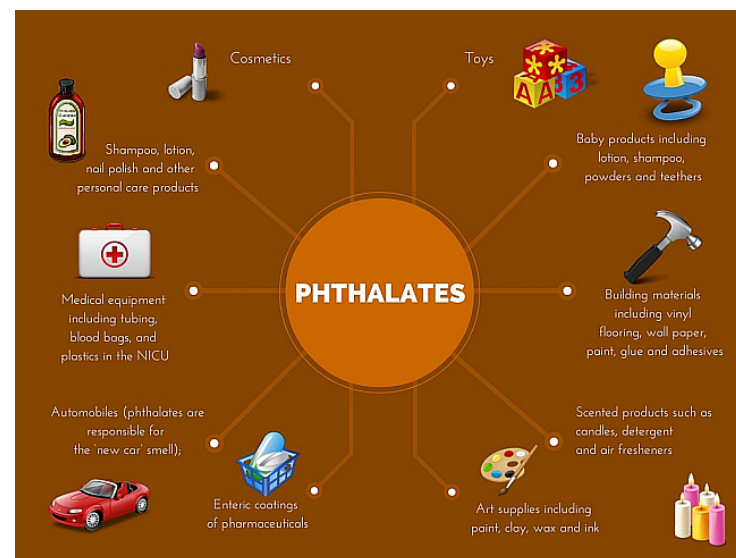 Cosmetics
Toys
Shampoo, lotion,
nail polish and other
personal care products
Baby products including
lotion, shampoo,
powders and teethers
PHTHALATES
Medical equipment
including tubing,
blood bags, and
plastics in the NICU
Building materials
including vinyl
flooring, wall paper,
paint, glue and adhesives
Automobiles (phthalates are
responsible for
the 'new car' smell);
Scented products such as
candles, detergent
and air fresheners
Enteric coatings
of pharmaceuticals
Art supplies including
paint, clay, wax and ink